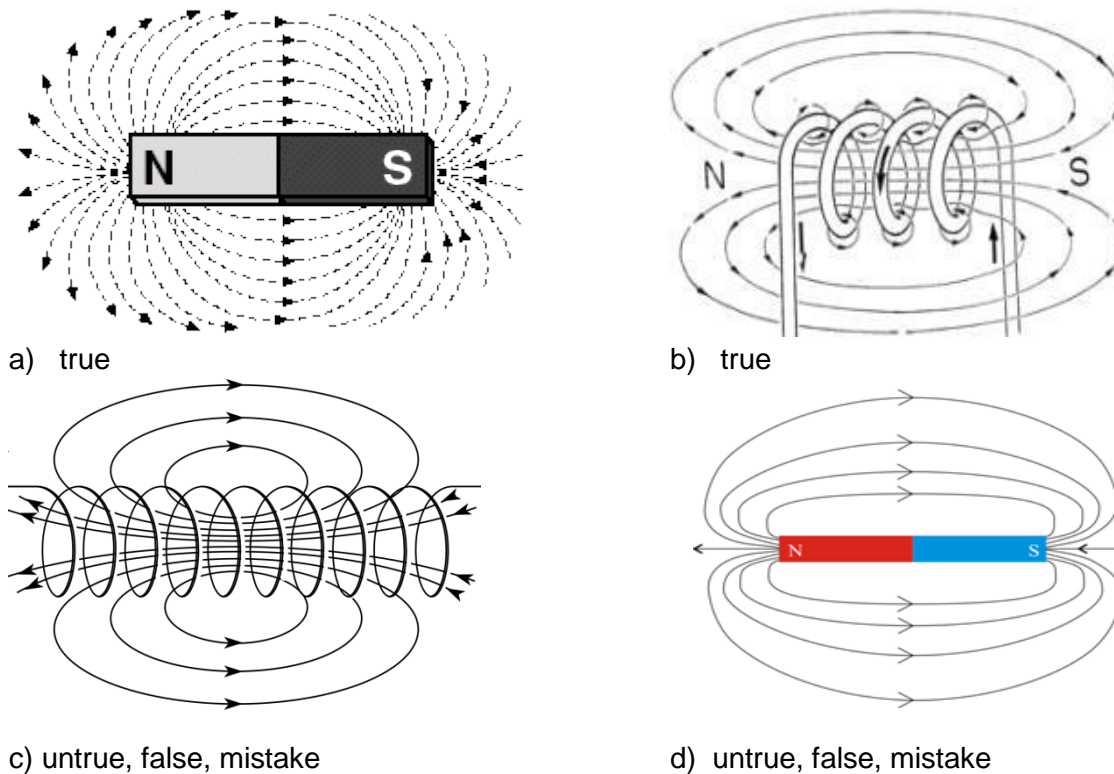 N S
N S
a) true
b) true
N S
c) untrue, false, mistake
d) untrue, false, mistake